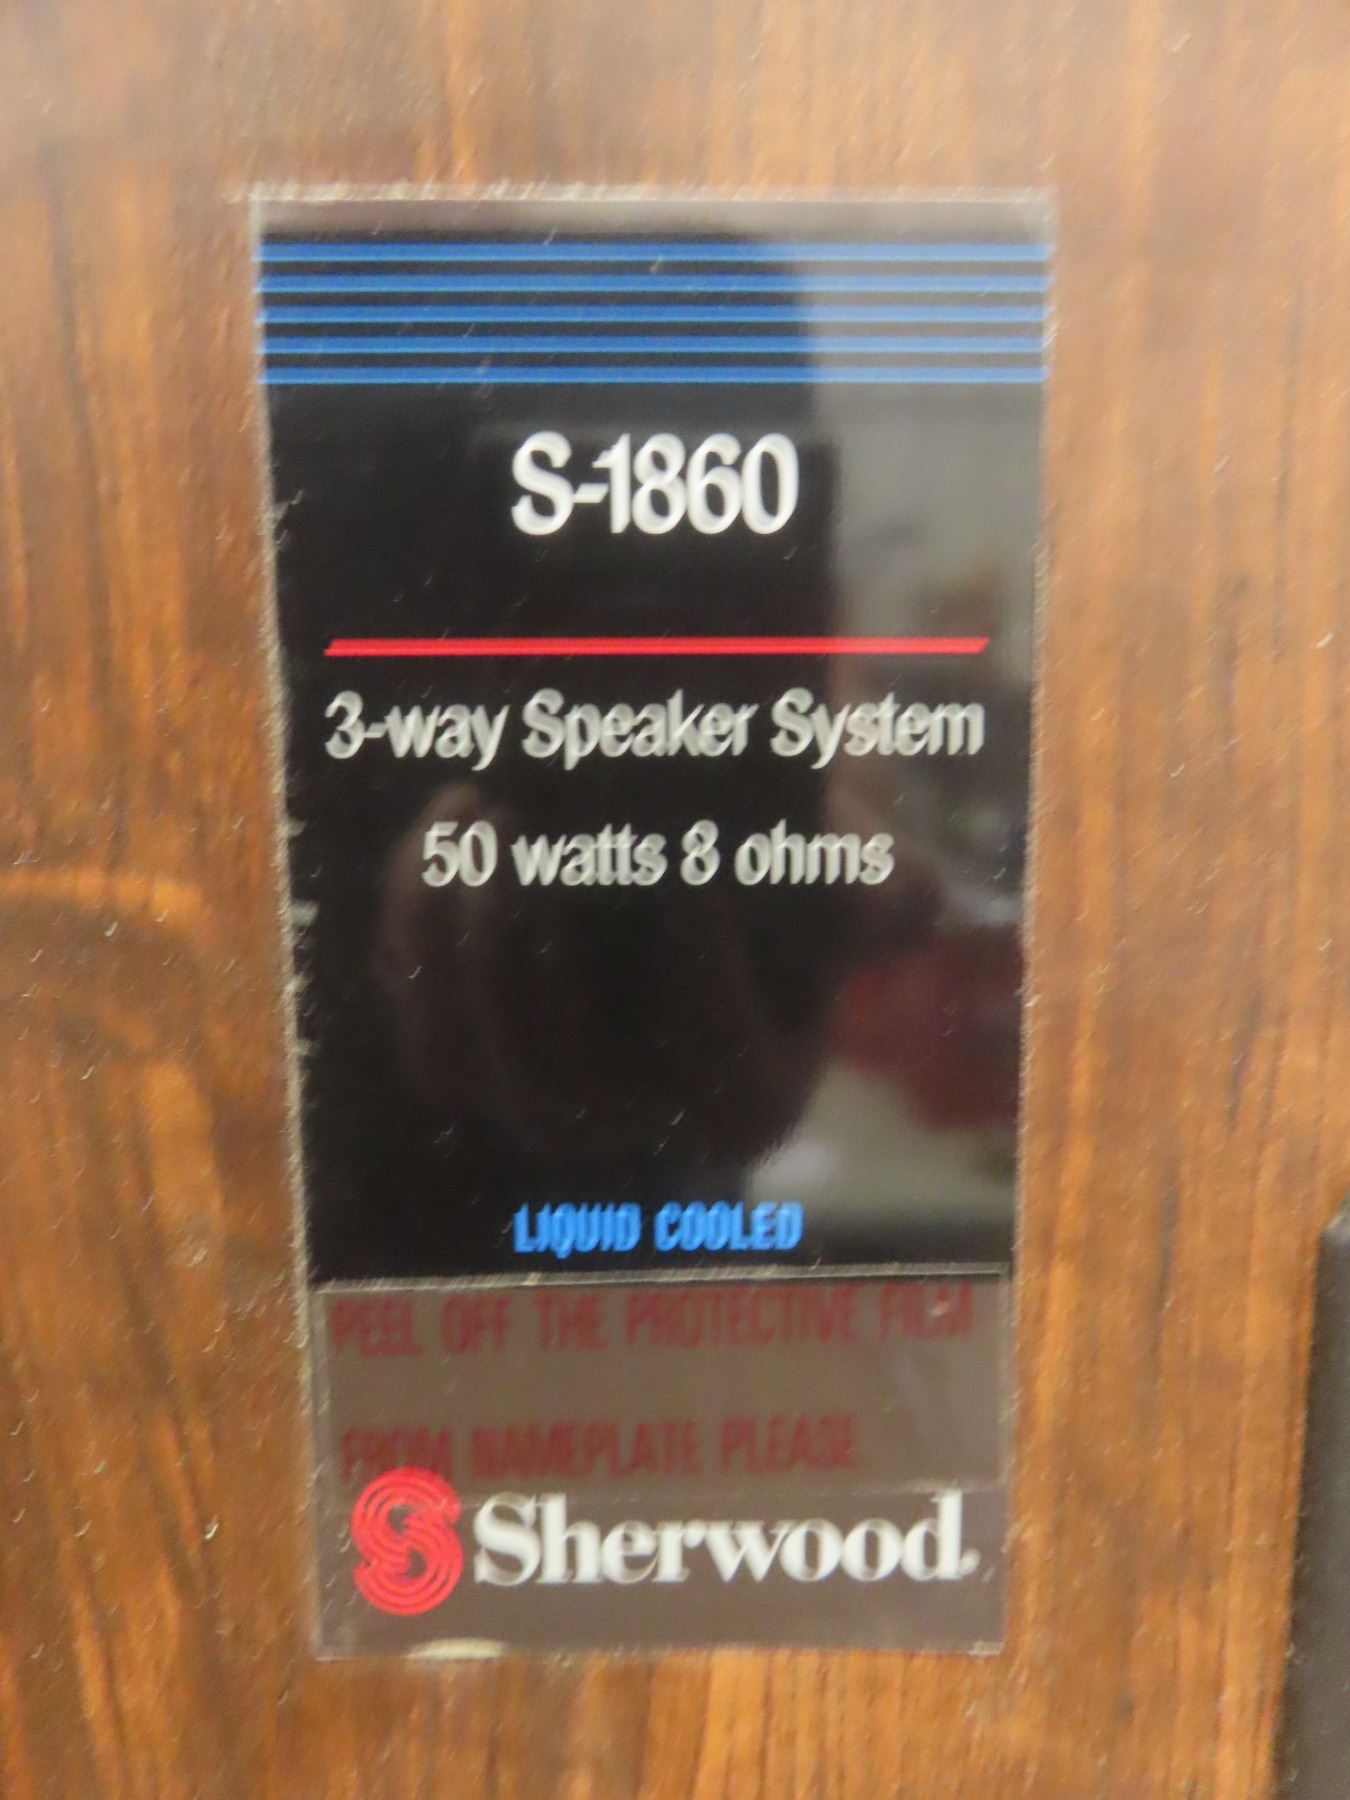 S-1860
3-way Speaker System
50 watts 8 ohms
LIQUID COOLED
PEEL OFF THE PROTECTIVE FILM
FROM NAMEPLATE PLEASE
Sherwood